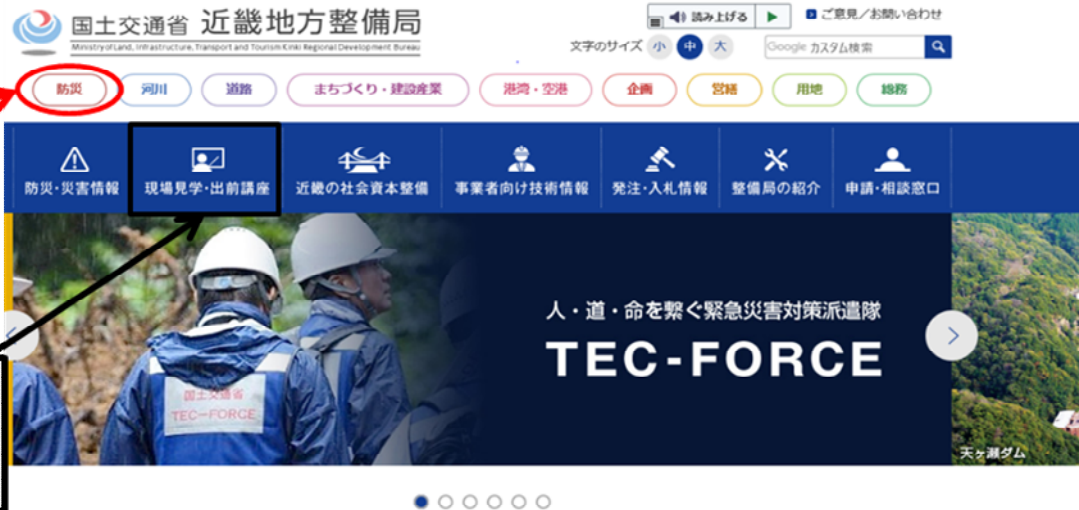 国土交通省 近畿地方整備局
Ministry of Land, Infrastructure, Transport and Tourism Kinki Regional Development Bureau
読み上げる
ご意見／お問い合わせ
文字のサイズ 小 中 大
Google カスタム検索
防災 河川 道路 まちづくり・建設産業 港湾・空港 企画 営繕 用地 総務
防災・災害情報 現場見学・出前講座 近畿の社会資本整備 事業者向け技術情報 発注・入札情報 整備局の紹介 申請・相談窓口
人・道・命を繋ぐ緊急災害対策派遣隊
TEC-FORCE
国土交通省
TEC-FORCE
天ヶ瀬ダム